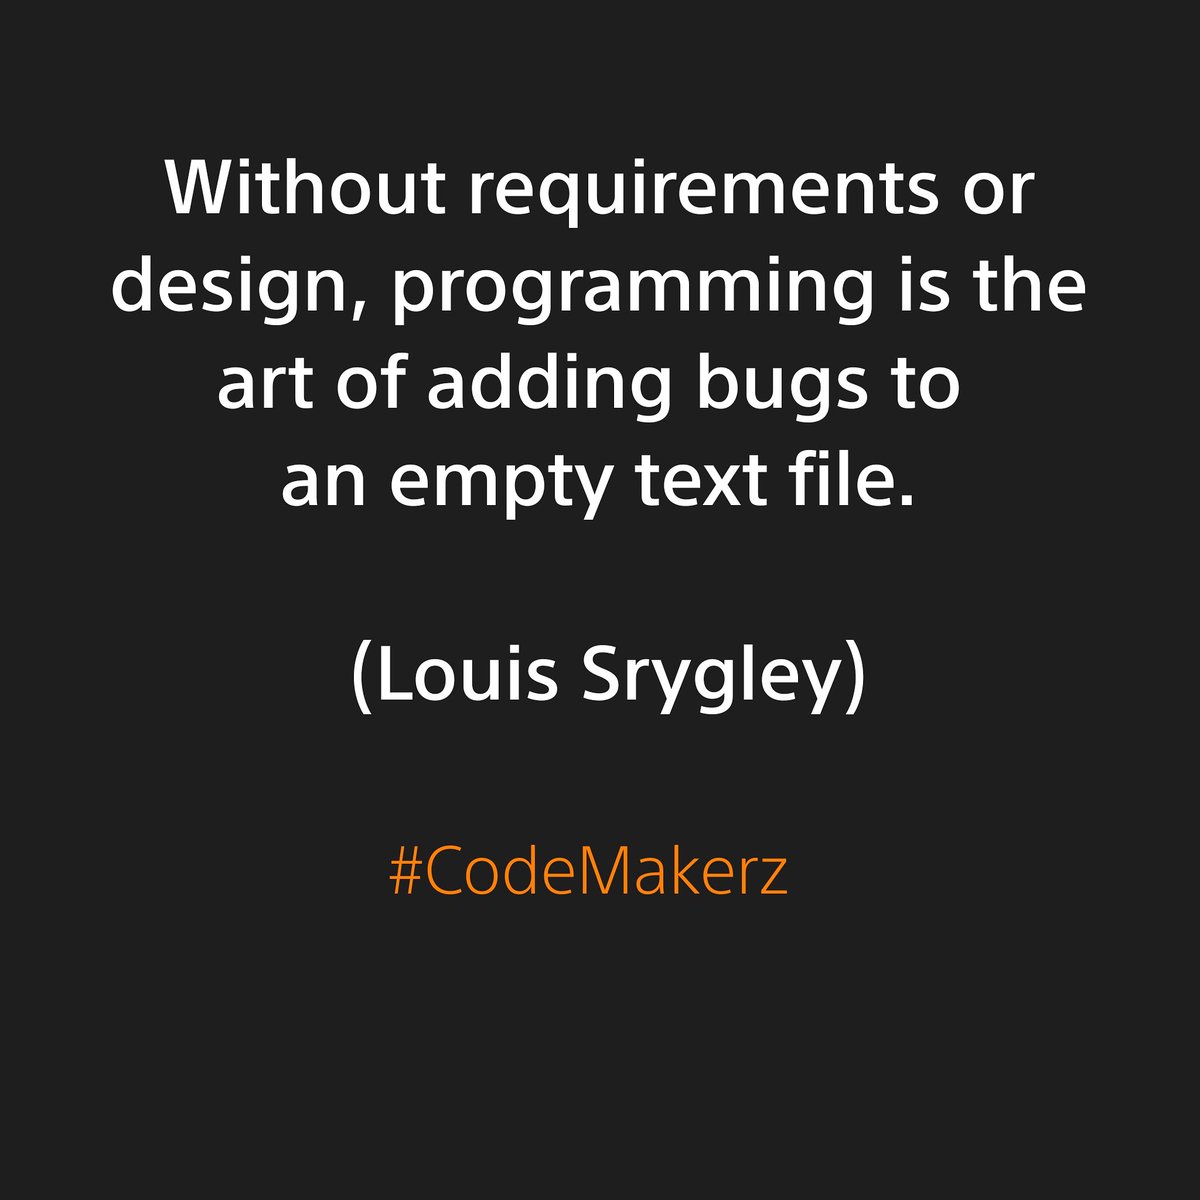 Without requirements or
design, programming is the
art of adding bugs to
an empty text file.
(Louis Srygley)
#CodeMakerz